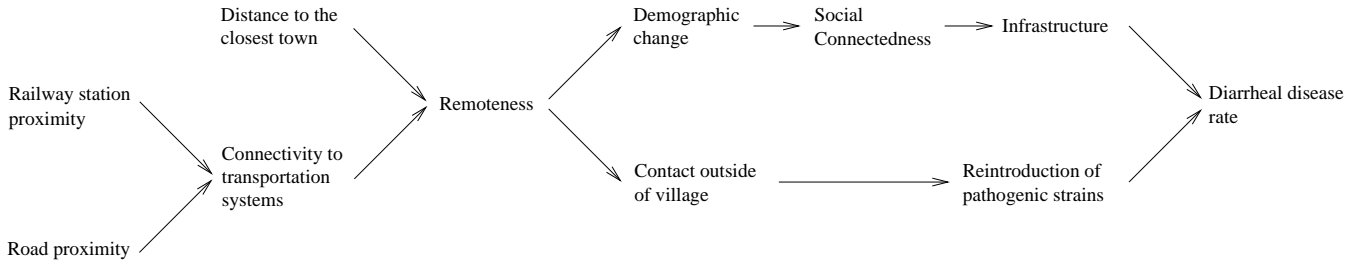 Distance to the
closest town
Railway station
proximity
Connectivity to
transportation
systems
Road proximity
Remoteness
Demographic
change
Social
Connectedness
Infrastructure
Contact outside
of village
Reintroduction of
pathogenic strains
Diarrheal disease
rate